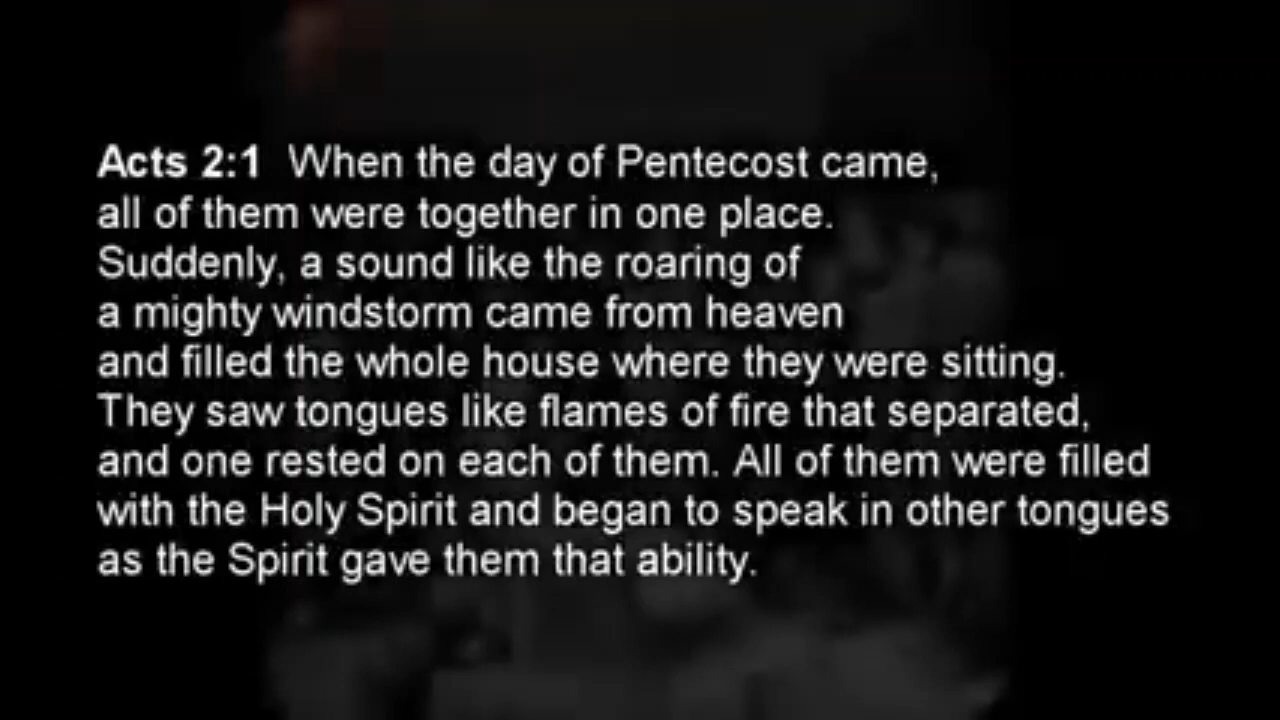 Acts 2:1 When the day of Pentecost came,
all of them were together in one place.
Suddenly, a sound like the roaring of
a mighty windstorm came from heaven
and filled the whole house where they were sitting.
They saw tongues like flames of fire that separated,
and one rested on each of them. All of them were filled
with the Holy Spirit and began to speak in other tongues
as the Spirit gave them that ability.